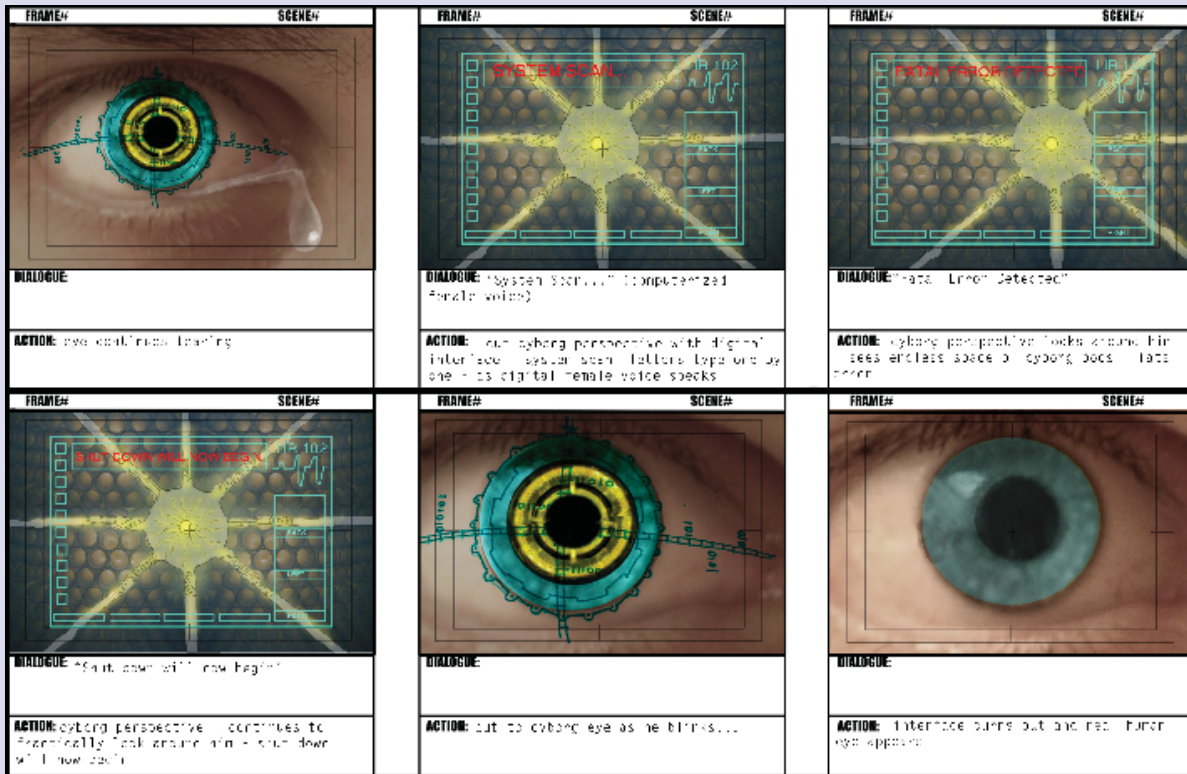 FRAME# SCENE# FRAME# SCENE# FRAME# SCENE#
SYSTEM SCAN...
102
FATAL ERROR DETECTED
DIALOGUE:
DIALOGUE: "System Scan..." (computerized
female voice)
DIALOGUE: "Fatal Error Detected"
ACTION: eye continues tearing
ACTION: cut cyborg perspective with digital
interface system scan letters type one by
one - as digital female voice speaks
ACTION: cyborg perspective looks around him
sees endless space of cyborg pods
error
FRAME# SCENE# FRAME# SCENE# FRAME# SCENE#
SHUT DOWN WILL NOW BEGIN
102
DIALOGUE: "Shut down will now begin"
DIALOGUE:
DIALOGUE:
ACTION: cyborg perspective continues to
look around him - shut down
will now begin
ACTION: cut to cyborg eye as he blinks...
ACTION: interface burns out and real human
eye appears